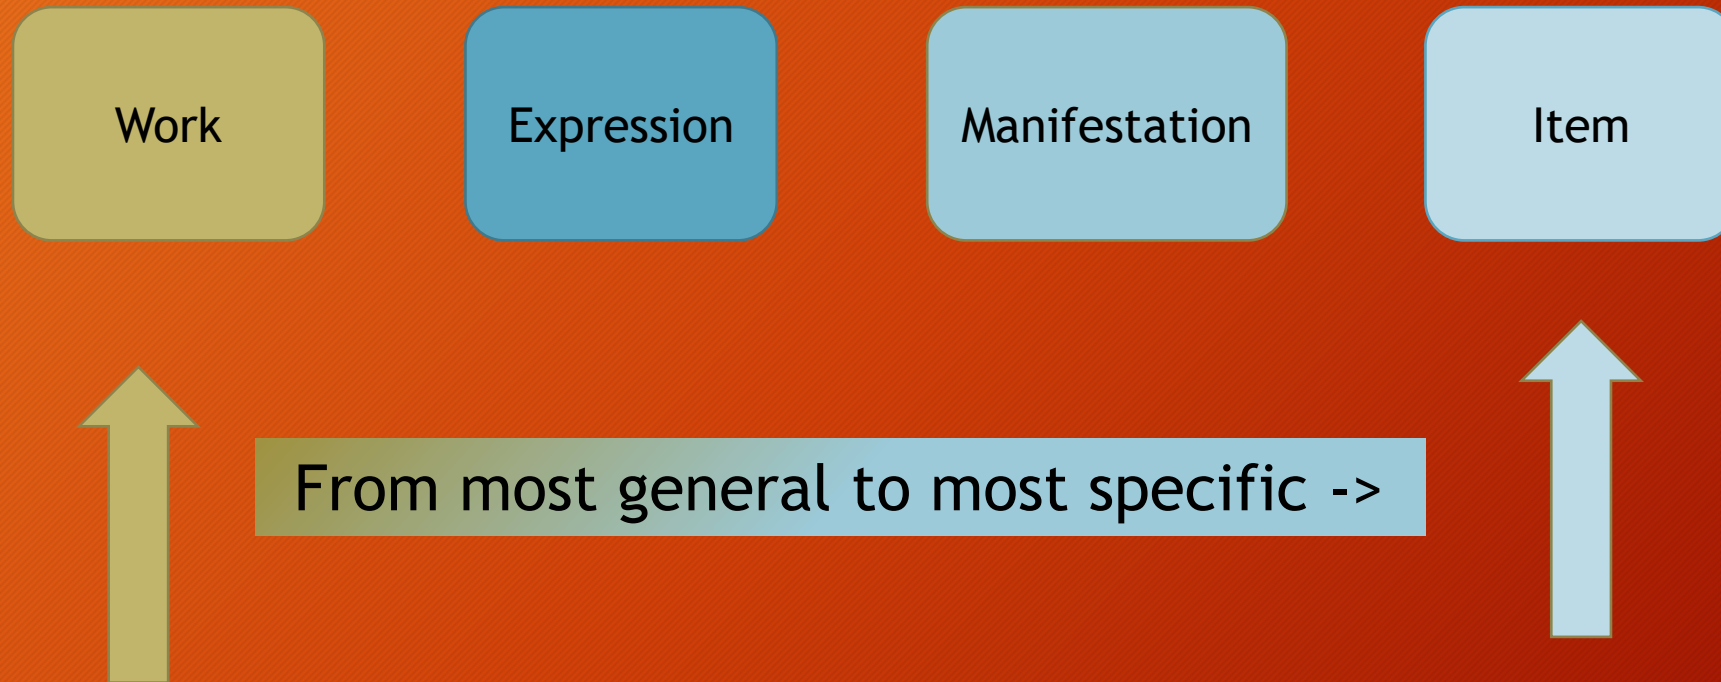 Work
Expression
Manifestation
Item
From most general to most specific ->